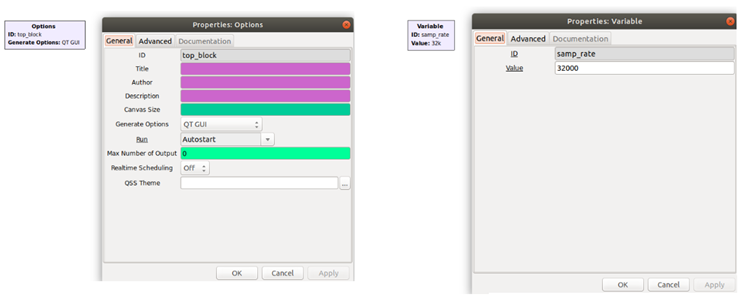 Options
ID: top_block
Generate Options: QT GUI
Properties: Options
General Advanced Documentation
ID top_block
Title
Author
Description
Canvas Size
Generate Options QT GUI
Run Autostart
Max Number of Output 0
Realtime Scheduling Off
QSS Theme ...
OK Cancel Apply
Variable
ID: samp_rate
Value: 32k
Properties: Variable
General Advanced Documentation
ID samp_rate
Value 32000
OK Cancel Apply